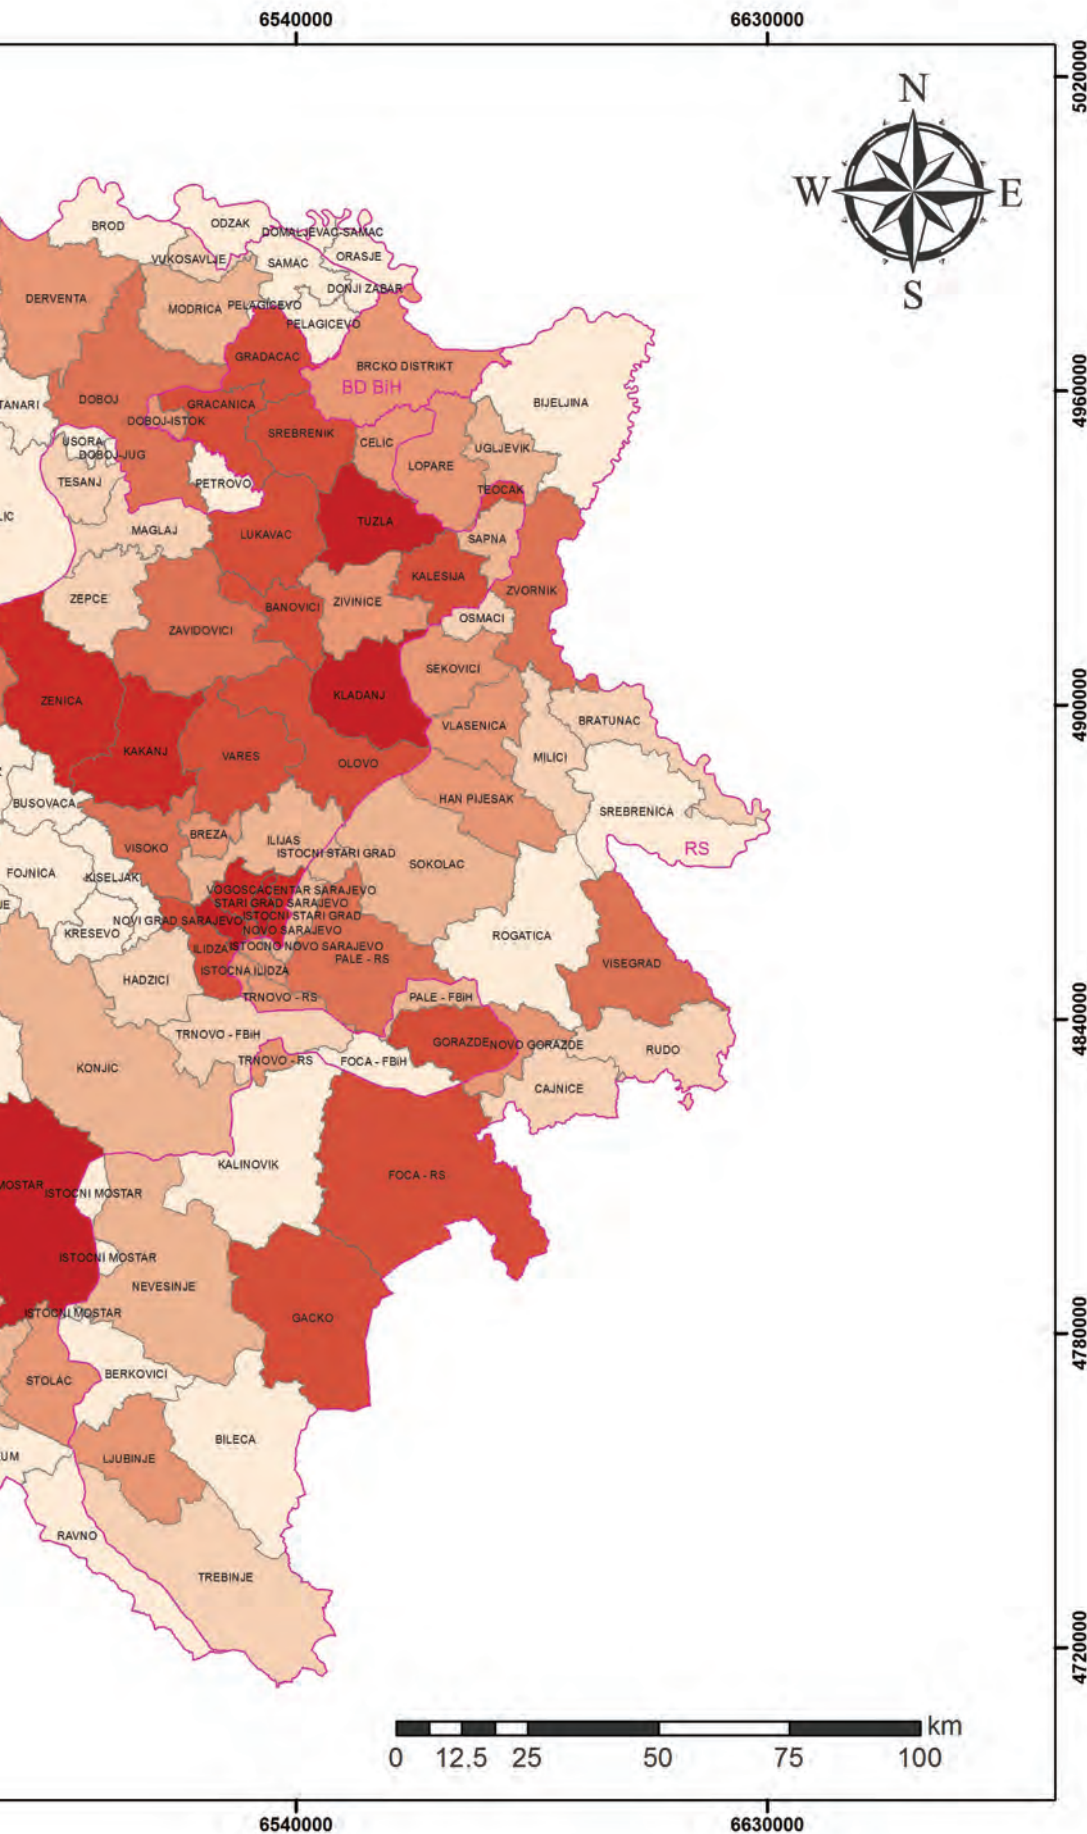 6540000
6630000
5020000
N
W
E
S
BROD
ODZAK
DOMALJEVAC-SAMAC
VUKOSAVLJE
SAMAC
ORASJE
DONJI ZABAR
DERVENTA
MODRICA
PELAGICEVO
PELAGICEVO
GRADACAC
BRCKO DISTRIKT
BD BiH
4960000
TANARI
DOBOJ
GRACANICA
BIJELJINA
DOBOJ-ISTOK
SREBRENIK
USORA
CELIC
UGLJEVIK
DOBOJ-JUG
LOPARE
TESANJ
PETROVO
TEOCAK
LIC
MAGLAJ
LUKAVAC
TUZLA
SAPNA
KALESIJA
ZVORNIK
ZEPCE
BANOVICI
ZIVINICE
OSMACI
ZAVIDOVICI
SEKOVICI
ZENICA
KLADANJ
4900000
VLASENICA
BRATUNAC
KAKANJ
VARES
OLOVO
MILICI
BUSOVACA
HAN PIJESAK
SREBRENICA
BREZA
ILIJAS
VISOKO
ISTOCNI STARI GRAD
RS
SOKOLAC
FOJNICA
KISELJAK
VOGOSCA
CENTAR SARAJEVO
JE
STARI GRAD SARAJEVO
NOVI GRAD SARAJEVO
ISTOCNI STARI GRAD
KRESEVO
NOVO SARAJEVO
ROGATICA
ILIDZA
ISTOCNO NOVO SARAJEVO
PALE - RS
VISEGRAD
HADZICI
ISTOCNA ILIDZA
TRNOVO - RS
PALE - FBiH
4840000
TRNOVO - FBiH
GORAZDE
NOVO GORAZDE
RUDO
KONJIC
TRNOVO - RS
FOCA - FBiH
CAJNICE
KALINOVIK
FOCA - RS
MOSTAR
ISTOCNI MOSTAR
ISTOCNI MOSTAR
NEVESINJE
ISTOCNI MOSTAR
GACKO
4780000
STOLAC
BERKOVICI
BILECA
UM
LJUBINJE
RAVNO
TREBINJE
4720000
km
0
12.5
25
50
75
100
6540000
6630000